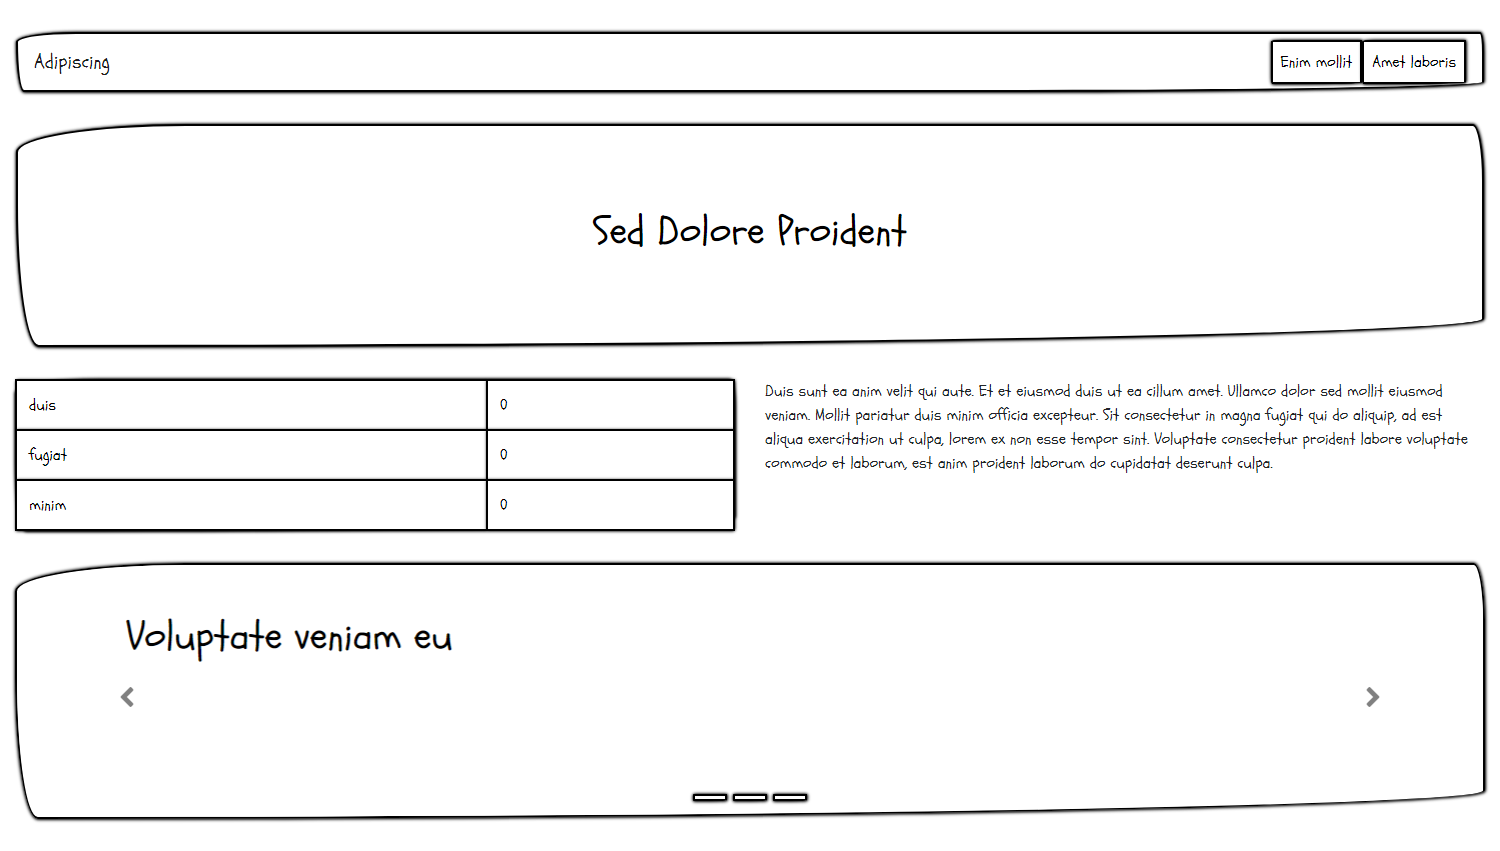 Adipiscing
Enim mollit
Amet laboris
Sed Dolore Proident
duis 0
fugiat 0
minim 0
Duis sunt ea anim velit qui aute. Et et eiusmod duis ut ea cillum amet. Ullamco dolor sed mollit eiusmod
veniam. Mollit pariatur duis minim officia excepteur. Sit consectetur in magna fugiat qui do aliquip, ad est
aliqua exercitation ut culpa, lorem ex non esse tempor sint. Voluptate consectetur proident labore voluptate
commodo et laborum, est anim proident laborum do cupidatat deserunt culpa.
Voluptate veniam eu